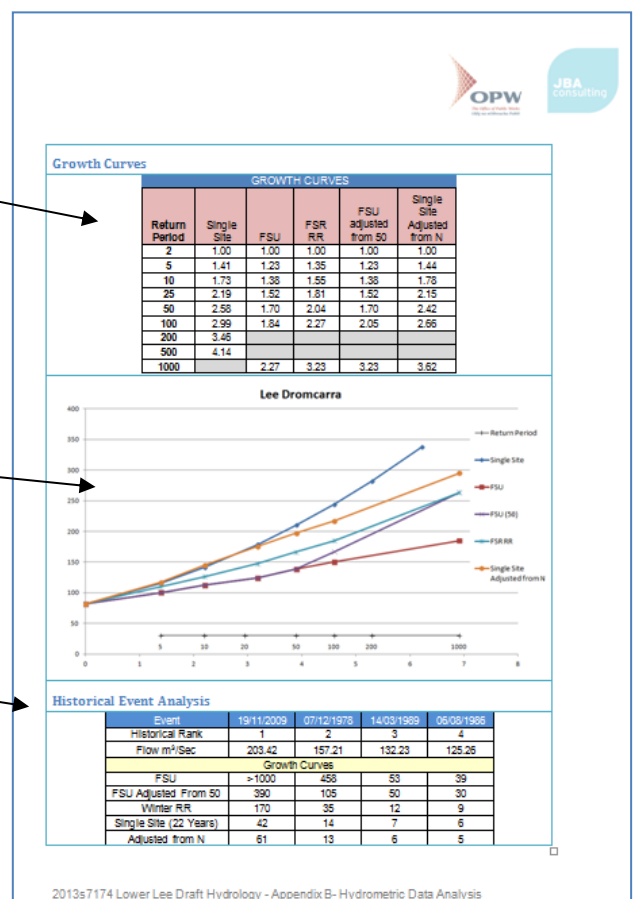 OPW
JBA
consulting
Growth Curves
GROWTH CURVES
Return Period Single Site FSU FSR RR FSU adjusted from 50 Single Site Adjusted from N
2 1.00 1.00 1.00 1.00 1.00
5 1.41 1.23 1.35 1.23 1.44
10 1.73 1.38 1.55 1.38 1.78
25 2.19 1.52 1.81 1.52 2.15
50 2.58 1.70 2.04 1.70 2.42
100 2.99 1.84 2.27 2.05 2.66
200 3.45
500 4.14
1000 2.27 3.23 3.23 3.62
Lee Dromcarra
400
350
300
250
200
150
100
50
0
Return Period
Single Site
FSU
FSU (50)
FSR RR
Single Site
Adjusted from N
5 10 20 50 100 200 1000
0 1 2 3 4 5 6 7 8
Historical Event Analysis
Event 19/11/2009 07/12/1978 14/03/1989 06/08/1986
Historical Rank 1 2 3 4
Flow m³/Sec 203.42 157.21 132.23 125.26
Growth Curves
FSU >1000 458 53 39
FSU Adjusted From 50 390 105 50 30
Winter RR 170 35 12 9
Single Site (22 Years) 42 14 7 6
Adjusted from N 61 13 6 5
2013s7174 Lower Lee Draft Hydrology - Appendix B- Hydrometric Data Analysis